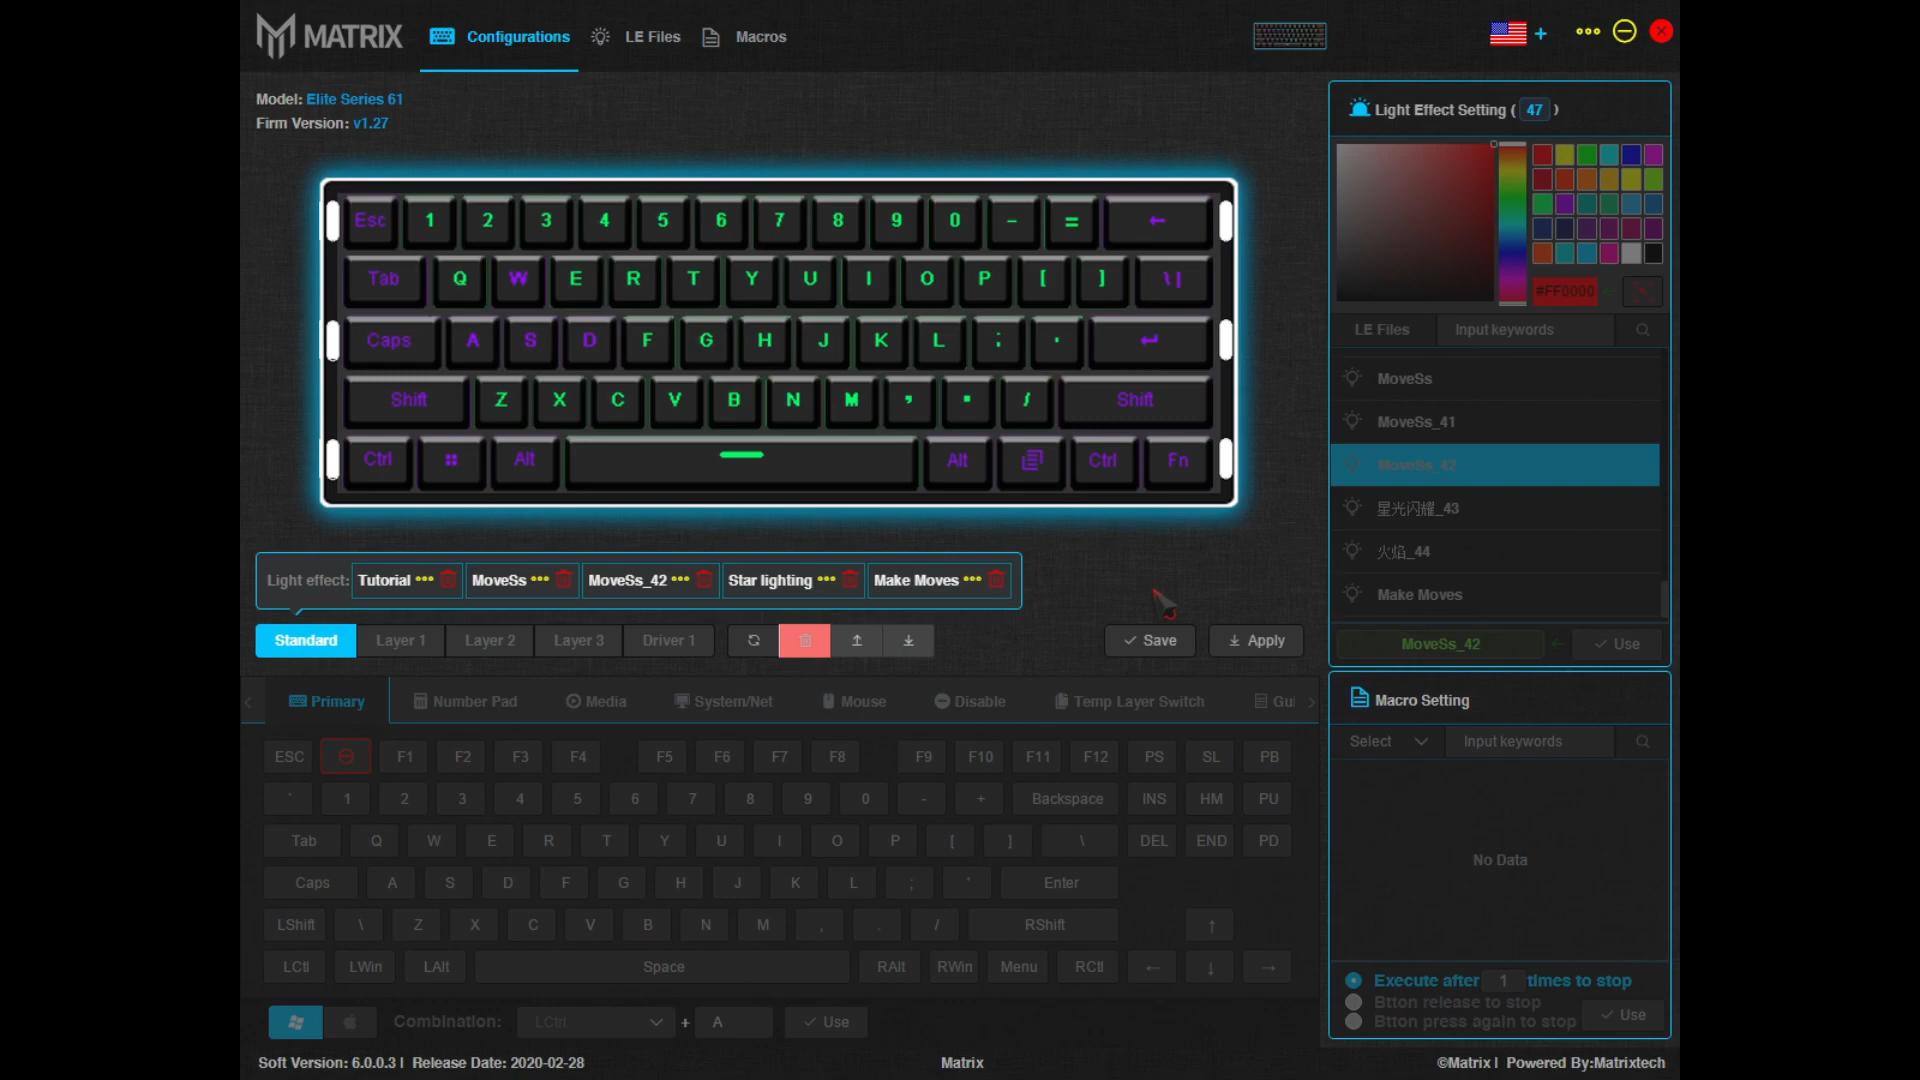 MATRIX Configurations LE Files Macros
Model: Elite Series 61
Firm Version: v1.27
Esc 1 2 3 4 5 6 7 8 9 0 - = ←
Tab Q W E R T Y U I O P [ ] \|
Caps A S D F G H J K L ; ' ↵
Shift Z X C V B N M , . / Shift
Ctrl Alt Alt Ctrl Fn
Light effect: Tutorial ••• MoveSs ••• MoveSs_42 ••• Star lighting ••• Make Moves •••
Standard Layer 1 Layer 2 Layer 3 Driver 1 Save Apply
Primary Number Pad Media System/Net Mouse Disable Temp Layer Switch Gui
ESC F1 F2 F3 F4 F5 F6 F7 F8 F9 F10 F11 F12 PS SL PB
` 1 2 3 4 5 6 7 8 9 0 - + Backspace INS HM PU
Tab Q W E R T Y U I O P [ ] \ DEL END PD
Caps A S D F G H J K L ; ' Enter
LShift \ Z X C V B N M , . / RShift ↑
LCtl LWin LAlt Space RAlt RWin Menu RCtl ← ↓ →
Combination: LCtrl + A Use
Light Effect Setting ( 47 )
#FF0000
LE Files Input keywords
MoveSs
MoveSs_41
MoveSs_42
星光闪耀_43
火焰_44
Make Moves
MoveSs_42 ← Use
Macro Setting
Select Input keywords
No Data
Execute after 1 times to stop
Btton release to stop
Btton press again to stop Use
Soft Version: 6.0.0.3 | Release Date: 2020-02-28 Matrix ©Matrix | Powered By:Matrixtech